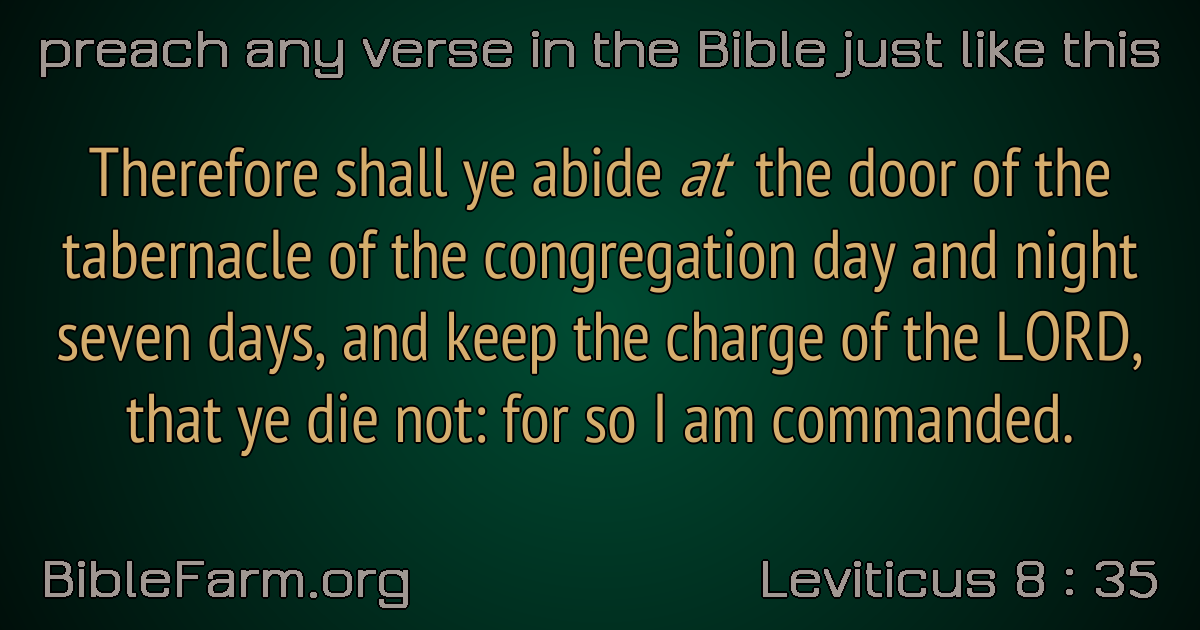 preach any verse in the Bible just like this
Therefore shall ye abide at the door of the
tabernacle of the congregation day and night
seven days, and keep the charge of the LORD,
that ye die not: for so I am commanded.
BibleFarm.org
Leviticus 8 : 35